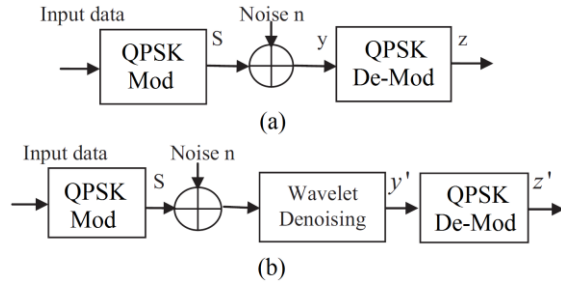 Input data
Noise n
QPSK
Mod
S
y
QPSK
De-Mod
z
(a)
Input data
Noise n
QPSK
Mod
S
Wavelet
Denoising
y'
QPSK
De-Mod
z'
(b)